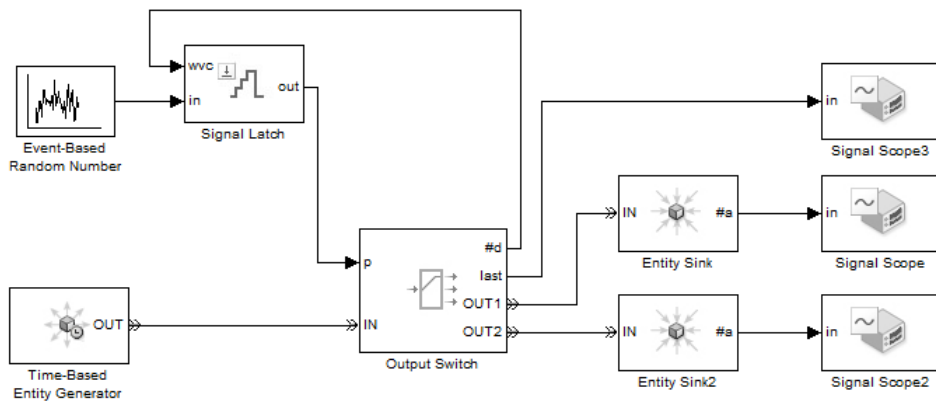 wvc
in
out
Signal Latch
Event-Based
Random Number
in
Signal Scope3
IN
#a
Entity Sink
in
Signal Scope
p
IN
#d
last
OUT1
OUT2
Output Switch
OUT
Time-Based
Entity Generator
IN
#a
Entity Sink2
in
Signal Scope2